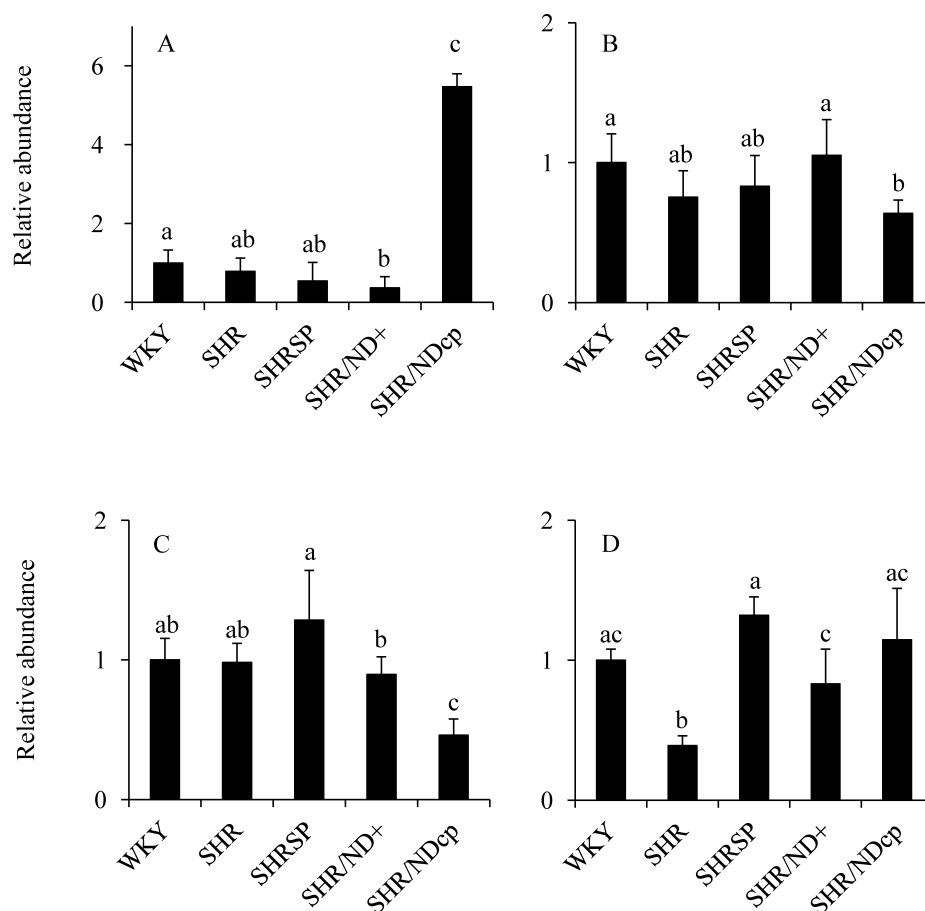 A
Relative abundance
6
4
2
0
a
ab
ab
b
c
WKY
SHR
SHRSP
SHR/ND+
SHR/NDcp
B
2
1
0
a
ab
ab
a
b
WKY
SHR
SHRSP
SHR/ND+
SHR/NDcp
C
Relative abundance
2
1
0
ab
ab
a
b
c
WKY
SHR
SHRSP
SHR/ND+
SHR/NDcp
D
2
1
0
ac
b
a
c
ac
WKY
SHR
SHRSP
SHR/ND+
SHR/NDcp